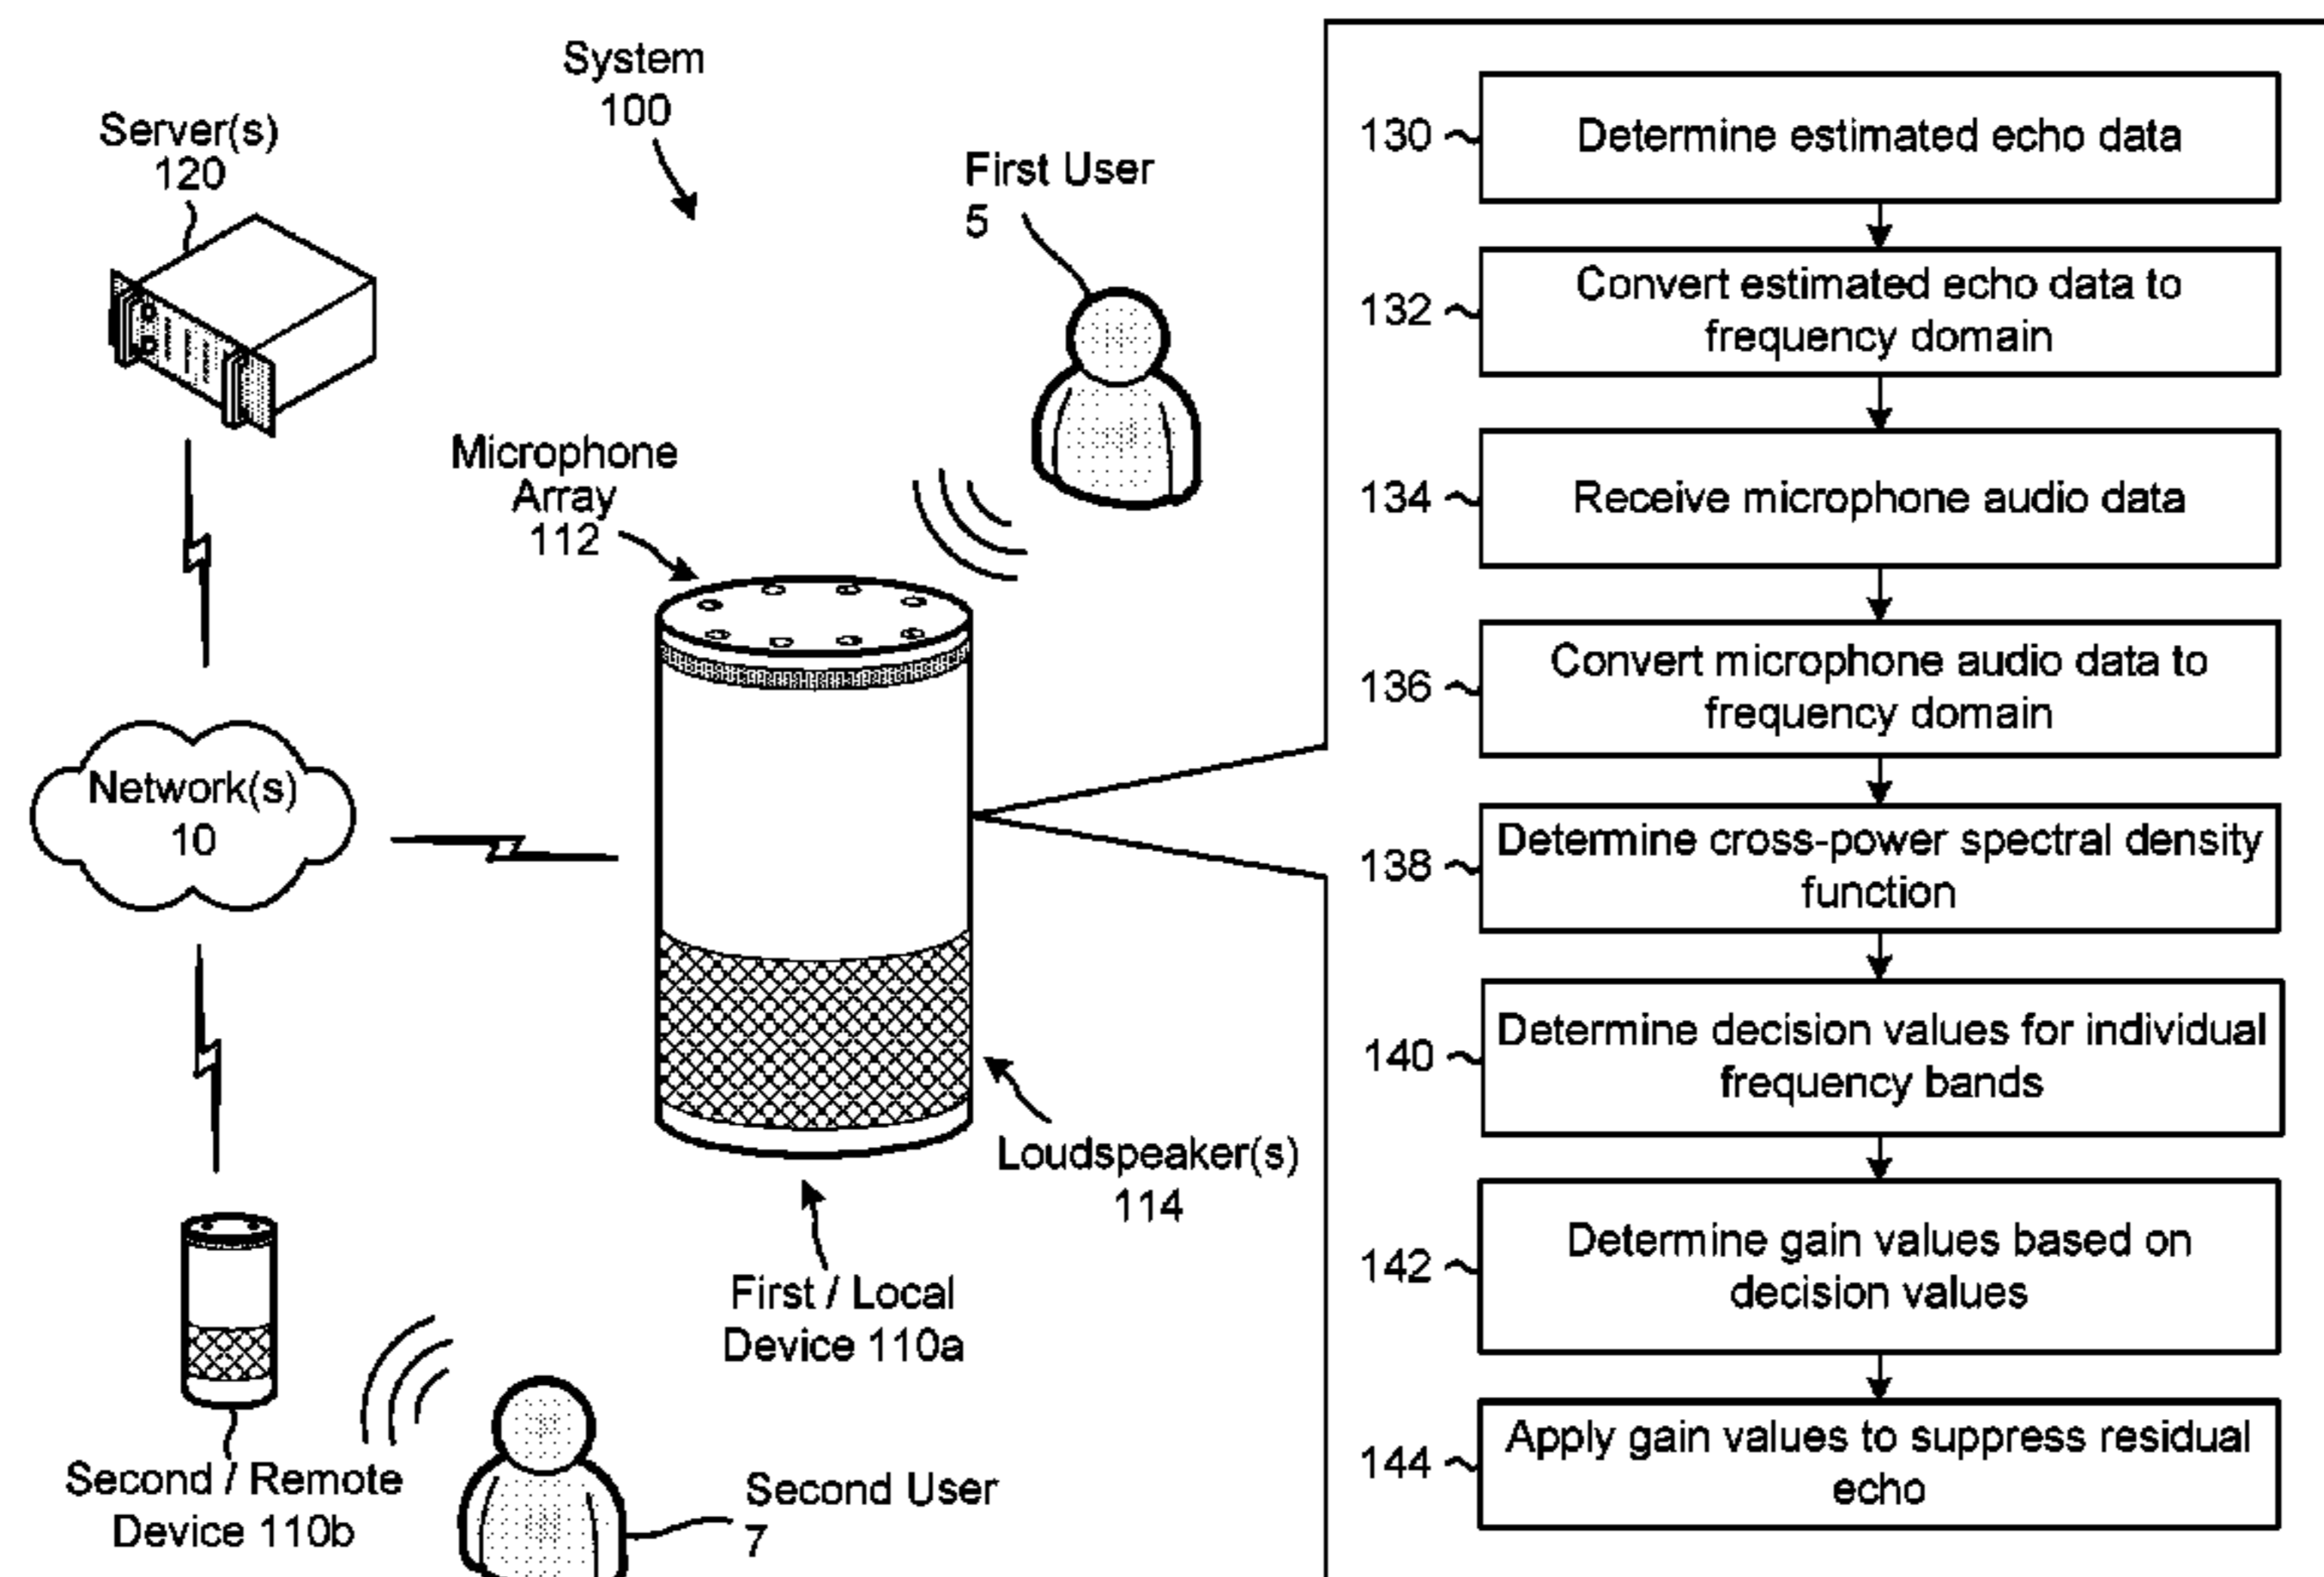 System
100
Server(s)
120
First User
5
Microphone
Array
112
Network(s)
10
Loudspeaker(s)
114
First / Local
Device 110a
Second / Remote
Device 110b
Second User
7
130
Determine estimated echo data
132
Convert estimated echo data to
frequency domain
134
Receive microphone audio data
136
Convert microphone audio data to
frequency domain
138
Determine cross-power spectral density
function
140
Determine decision values for individual
frequency bands
142
Determine gain values based on
decision values
144
Apply gain values to suppress residual
echo